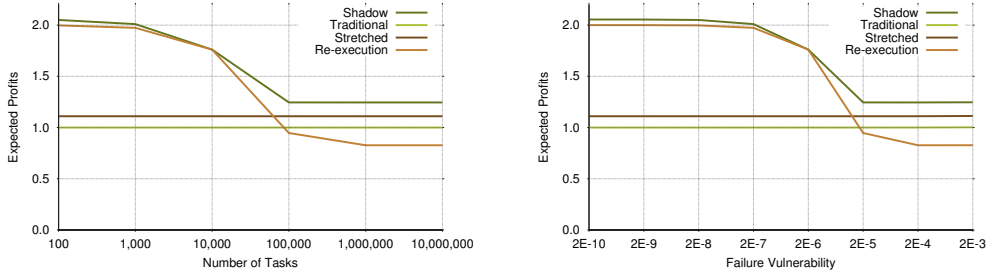 Shadow
Traditional
Stretched
Re-execution
2.0
1.5
1.0
0.5
0.0
Expected Profits
100
1,000
10,000
100,000
1,000,000
10,000,000
Number of Tasks
Shadow
Traditional
Stretched
Re-execution
2.0
1.5
1.0
0.5
0.0
Expected Profits
2E-10
2E-9
2E-8
2E-7
2E-6
2E-5
2E-4
2E-3
Failure Vulnerability